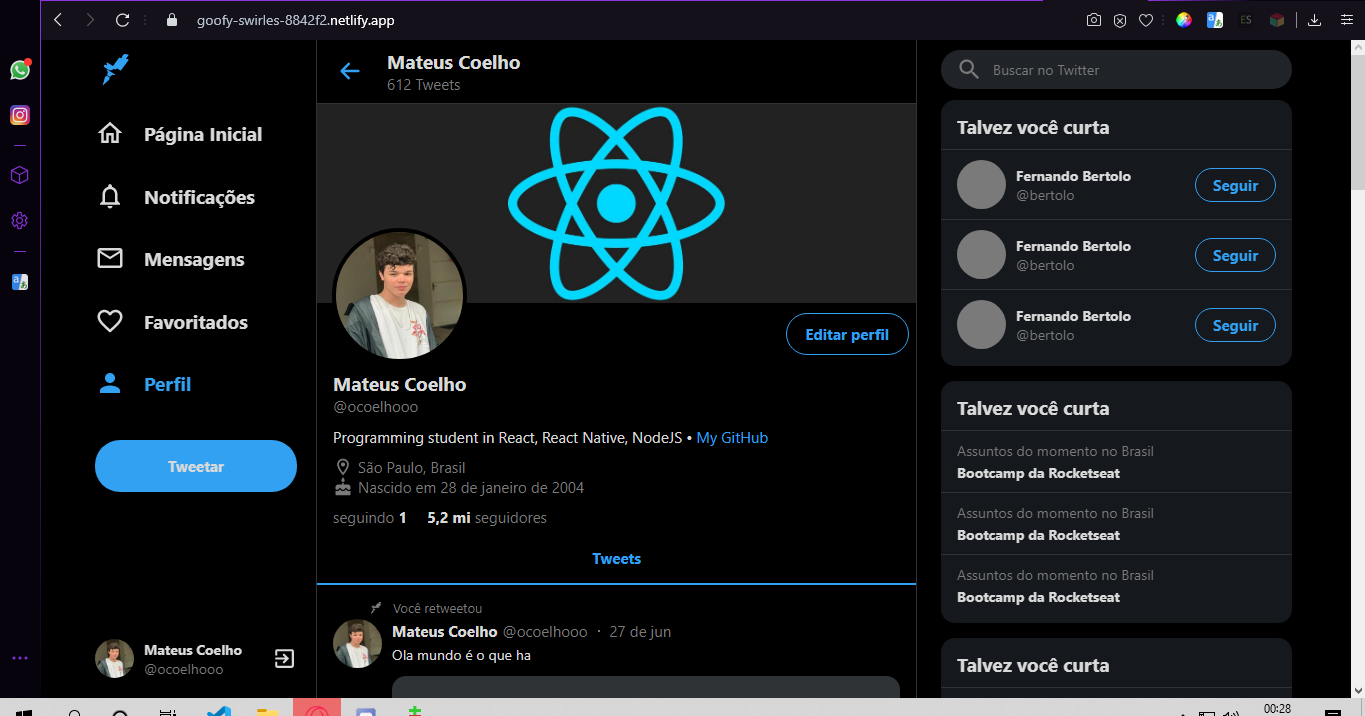 goofy-swirles-8842f2.netlify.app
ES
Página Inicial
Notificações
Mensagens
Favoritados
Perfil
Tweetar
Mateus Coelho
@ocoelhooo
Mateus Coelho
612 Tweets
Editar perfil
Mateus Coelho
@ocoelhooo
Programming student in React, React Native, NodeJS • My GitHub
São Paulo, Brasil
Nascido em 28 de janeiro de 2004
seguindo 1 5,2 mi seguidores
Tweets
Você retweetou
Mateus Coelho @ocoelhooo · 27 de jun
Ola mundo é o que ha
Buscar no Twitter
Talvez você curta
Fernando Bertolo
@bertolo
Seguir
Fernando Bertolo
@bertolo
Seguir
Fernando Bertolo
@bertolo
Seguir
Talvez você curta
Assuntos do momento no Brasil
Bootcamp da Rocketseat
Assuntos do momento no Brasil
Bootcamp da Rocketseat
Assuntos do momento no Brasil
Bootcamp da Rocketseat
Talvez você curta
00:28